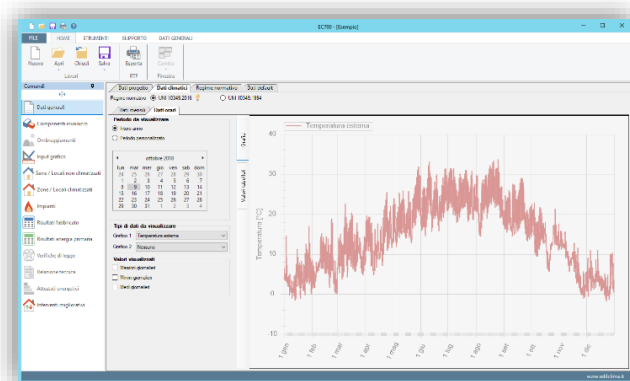 EC700 - [Esempio]
FILE HOME STRUMENTI SUPPORTO DATI GENERALI
Nuovo Apri Chiudi Salva Esporta Cambia
Lavori RTF Finestra
Comandi
Dati progetto Dati climatici Regime normativo Dati default
Regime normativo UNI 10349:2016 UNI 10349:1994
Dati mensili Dati orari
Dati generali
Componenti involucro
Ombreggiamenti
Input grafico
Zone / Locali non climatizzati
Zone / Locali climatizzati
Impianti
Risultati fabbricato
Risultati energia primaria
Verifiche di legge
Relazione tecnica
Attestati energetici
Interventi migliorativi
Periodo da visualizzare
Intero anno
Periodo personalizzato
ottobre 2018
lun mar mer gio ven sab dom
24 25 26 27 28 29 30
1 2 3 4 5 6 7
8 9 10 11 12 13 14
15 16 17 18 19 20 21
22 23 24 25 26 27 28
29 30 31 1 2 3 4
Tipi di dati da visualizzare
Grafico 1 Temperatura esterna
Grafico 2 Nessuno
Valori visualizzati
Massimi giornalieri
Minimi giornalieri
Medi giornalieri
Grafico
Valori tabellati
Temperatura esterna
Temperatura [°C]
40
30
20
10
0
-10
1 gen 1 feb 1 mar 1 apr 1 mag 1 giu 1 lug 1 ago 1 set 1 ott 1 nov 1 dic
www.edilclima.it